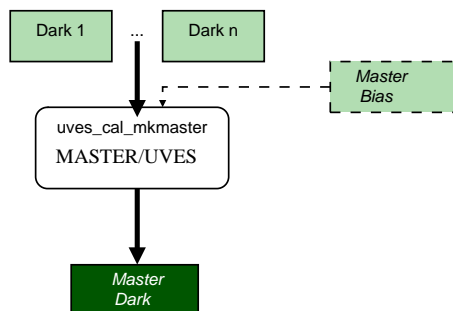 Dark 1 ... Dark n
Master
Bias
uves_cal_mkmaster
MASTER/UVES
Master
Dark